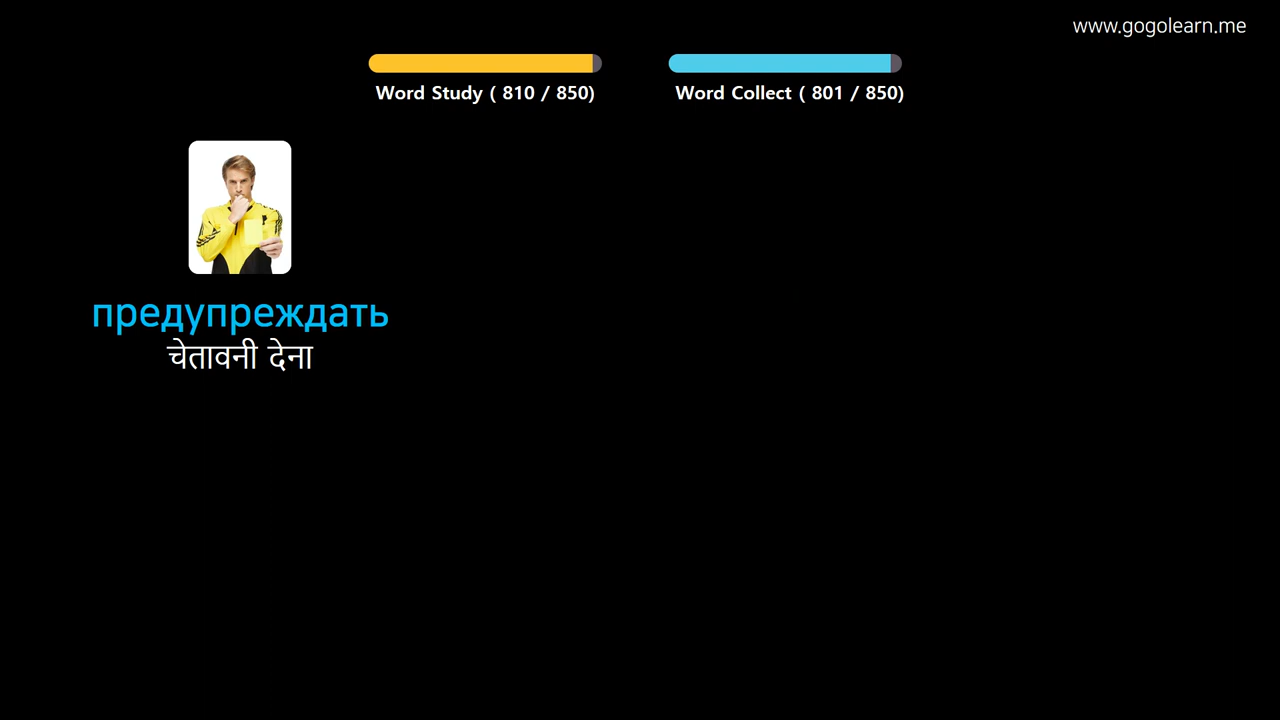 www.gogolearn.me
Word Study ( 810 / 850)
Word Collect ( 801 / 850)
предупреждать
चेतावनी देना